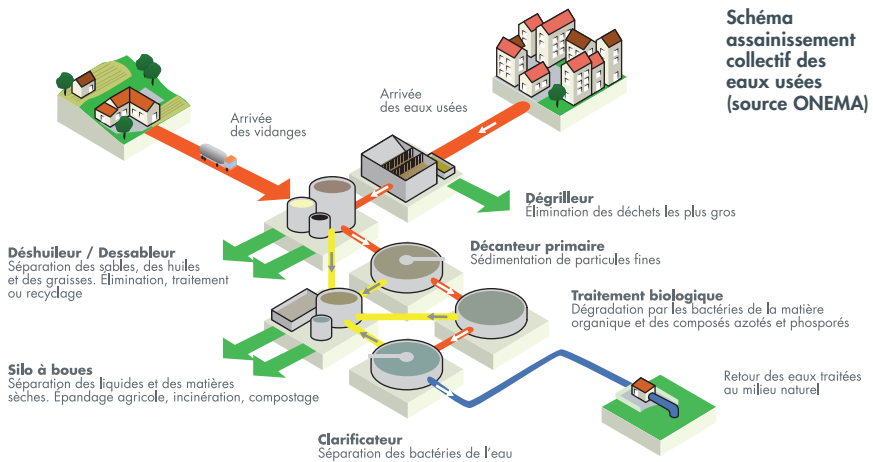 Schéma
assainissement
collectif des
eaux usées
(source ONEMA)
Arrivée
des vidanges
Arrivée
des eaux usées
Dégrilleur
Élimination des déchets les plus gros
Déshuileur / Dessableur
Séparation des sables, des huiles
et des graisses. Élimination, traitement
ou recyclage
Décanteur primaire
Sédimentation de particules fines
Traitement biologique
Dégradation par les bactéries de la matière
organique et des composés azotés et phosporés
Silo à boues
Séparation des liquides et des matières
sèches. Épandage agricole, incinération, compostage
Retour des eaux traitées
au milieu naturel
Clarificateur
Séparation des bactéries de l'eau